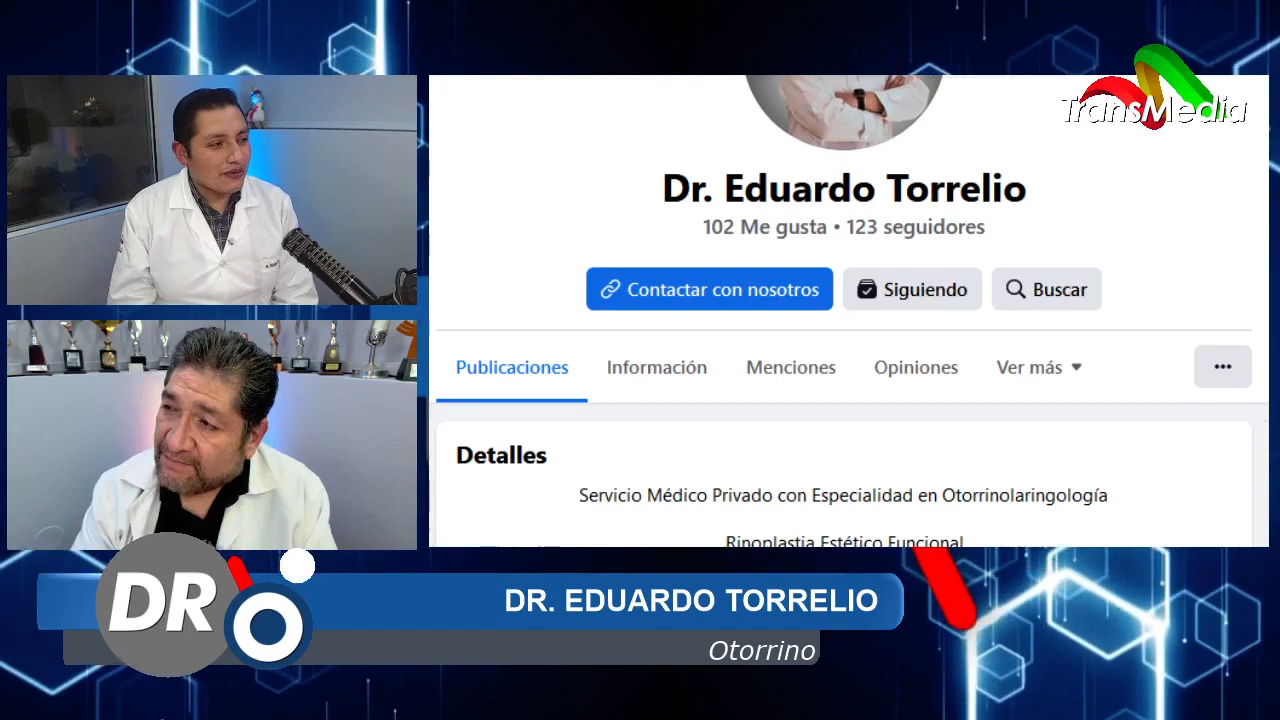 TransMedia
Dr. Eduardo Torrelio
102 Me gusta • 123 seguidores
Contactar con nosotros
Siguiendo
Buscar
Publicaciones
Información
Menciones
Opiniones
Ver más
Detalles
Servicio Médico Privado con Especialidad en Otorrinolaringología
Rinoplastia Estético Funcional
DR
DR. EDUARDO TORRELIO
Otorrino